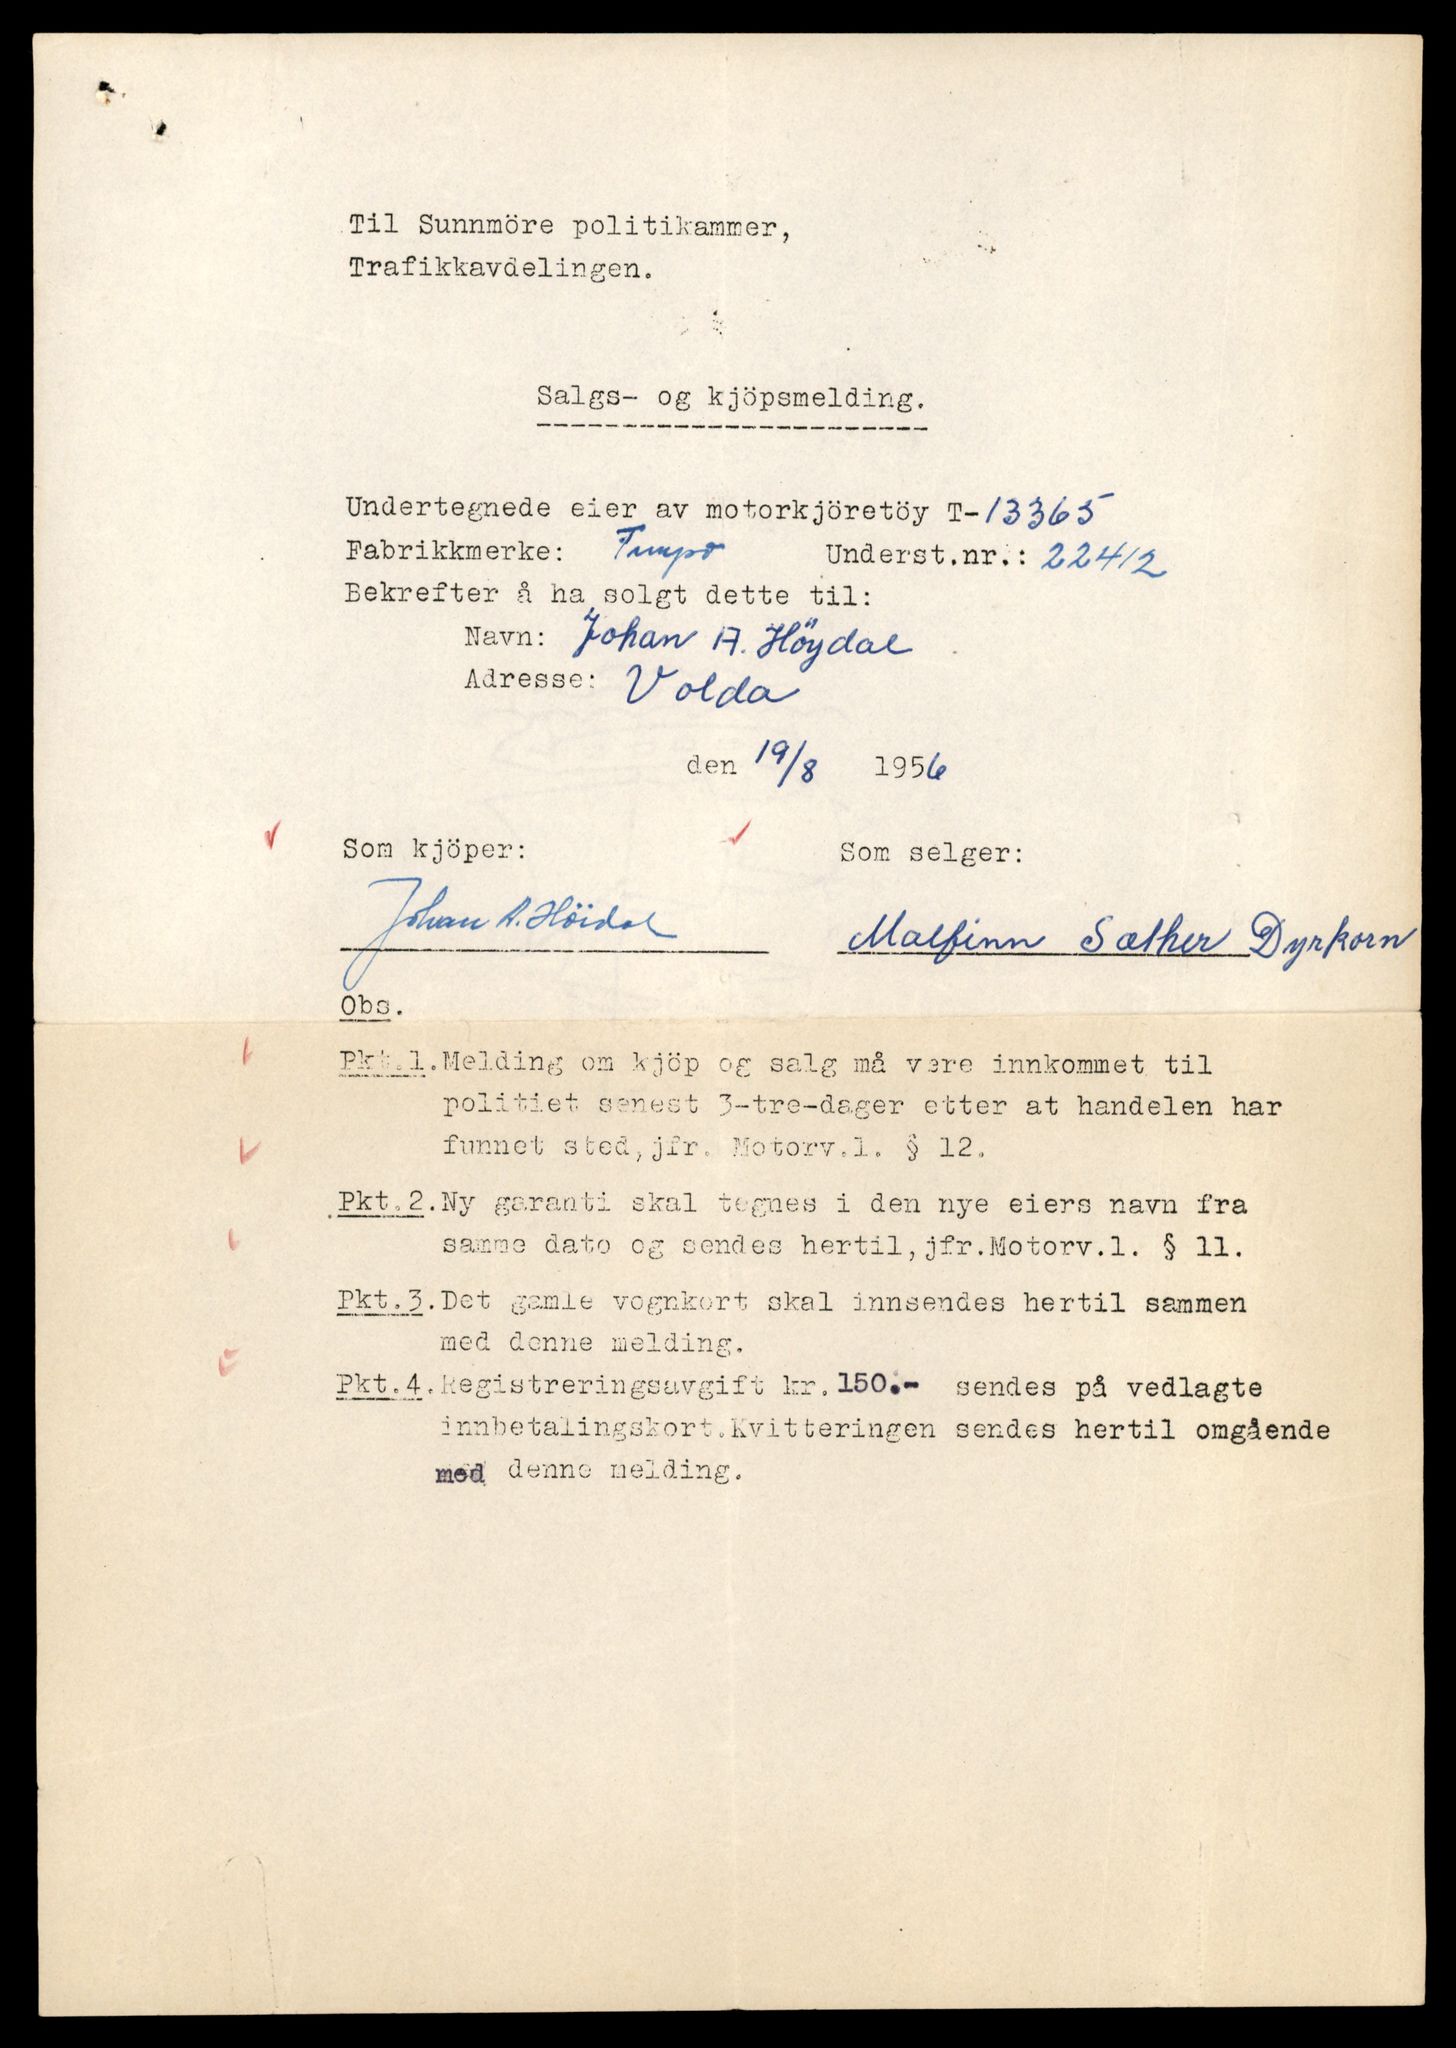 Til Sunnmöre politikammer,
Trafikkavdelingen.
Salgs- og kjöpsmelding.
Undertegnede eier av motorkjöretöy T-13365
Fabrikkmerke: Tempo Underst.nr.: 22412
Bekrefter å ha solgt dette til:
Navn: Johan A. Höydal
Adresse: Volda
den 19/8 1956
Som kjöper: Som selger:
Johan A. Höidal Malfinn Sæther Dyrkorn
Obs.
Pkt.1. Melding om kjöp og salg må være innkommet til
politiet senest 3-tre-dager etter at handelen har
funnet sted, jfr. Motorv.l. § 12.
Pkt.2. Ny garanti skal tegnes i den nye eiers navn fra
samme dato og sendes hertil, jfr.Motorv.l. § 11.
Pkt.3. Det gamle vognkort skal innsendes hertil sammen
med denne melding.
Pkt.4. Registreringsavgift kr. 150.- sendes på vedlagte
innbetalingskort. Kvitteringen sendes hertil omgående
med denne melding.